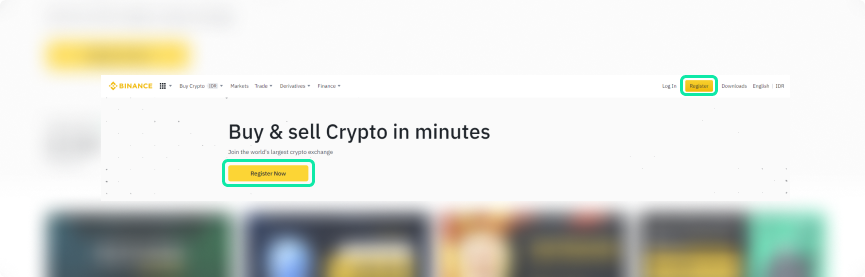 BINANCE Buy Crypto IDR Markets Trade Derivatives Finance Log In Register Downloads English | IDR
Buy & sell Crypto in minutes
Join the world's largest crypto exchange
Register Now